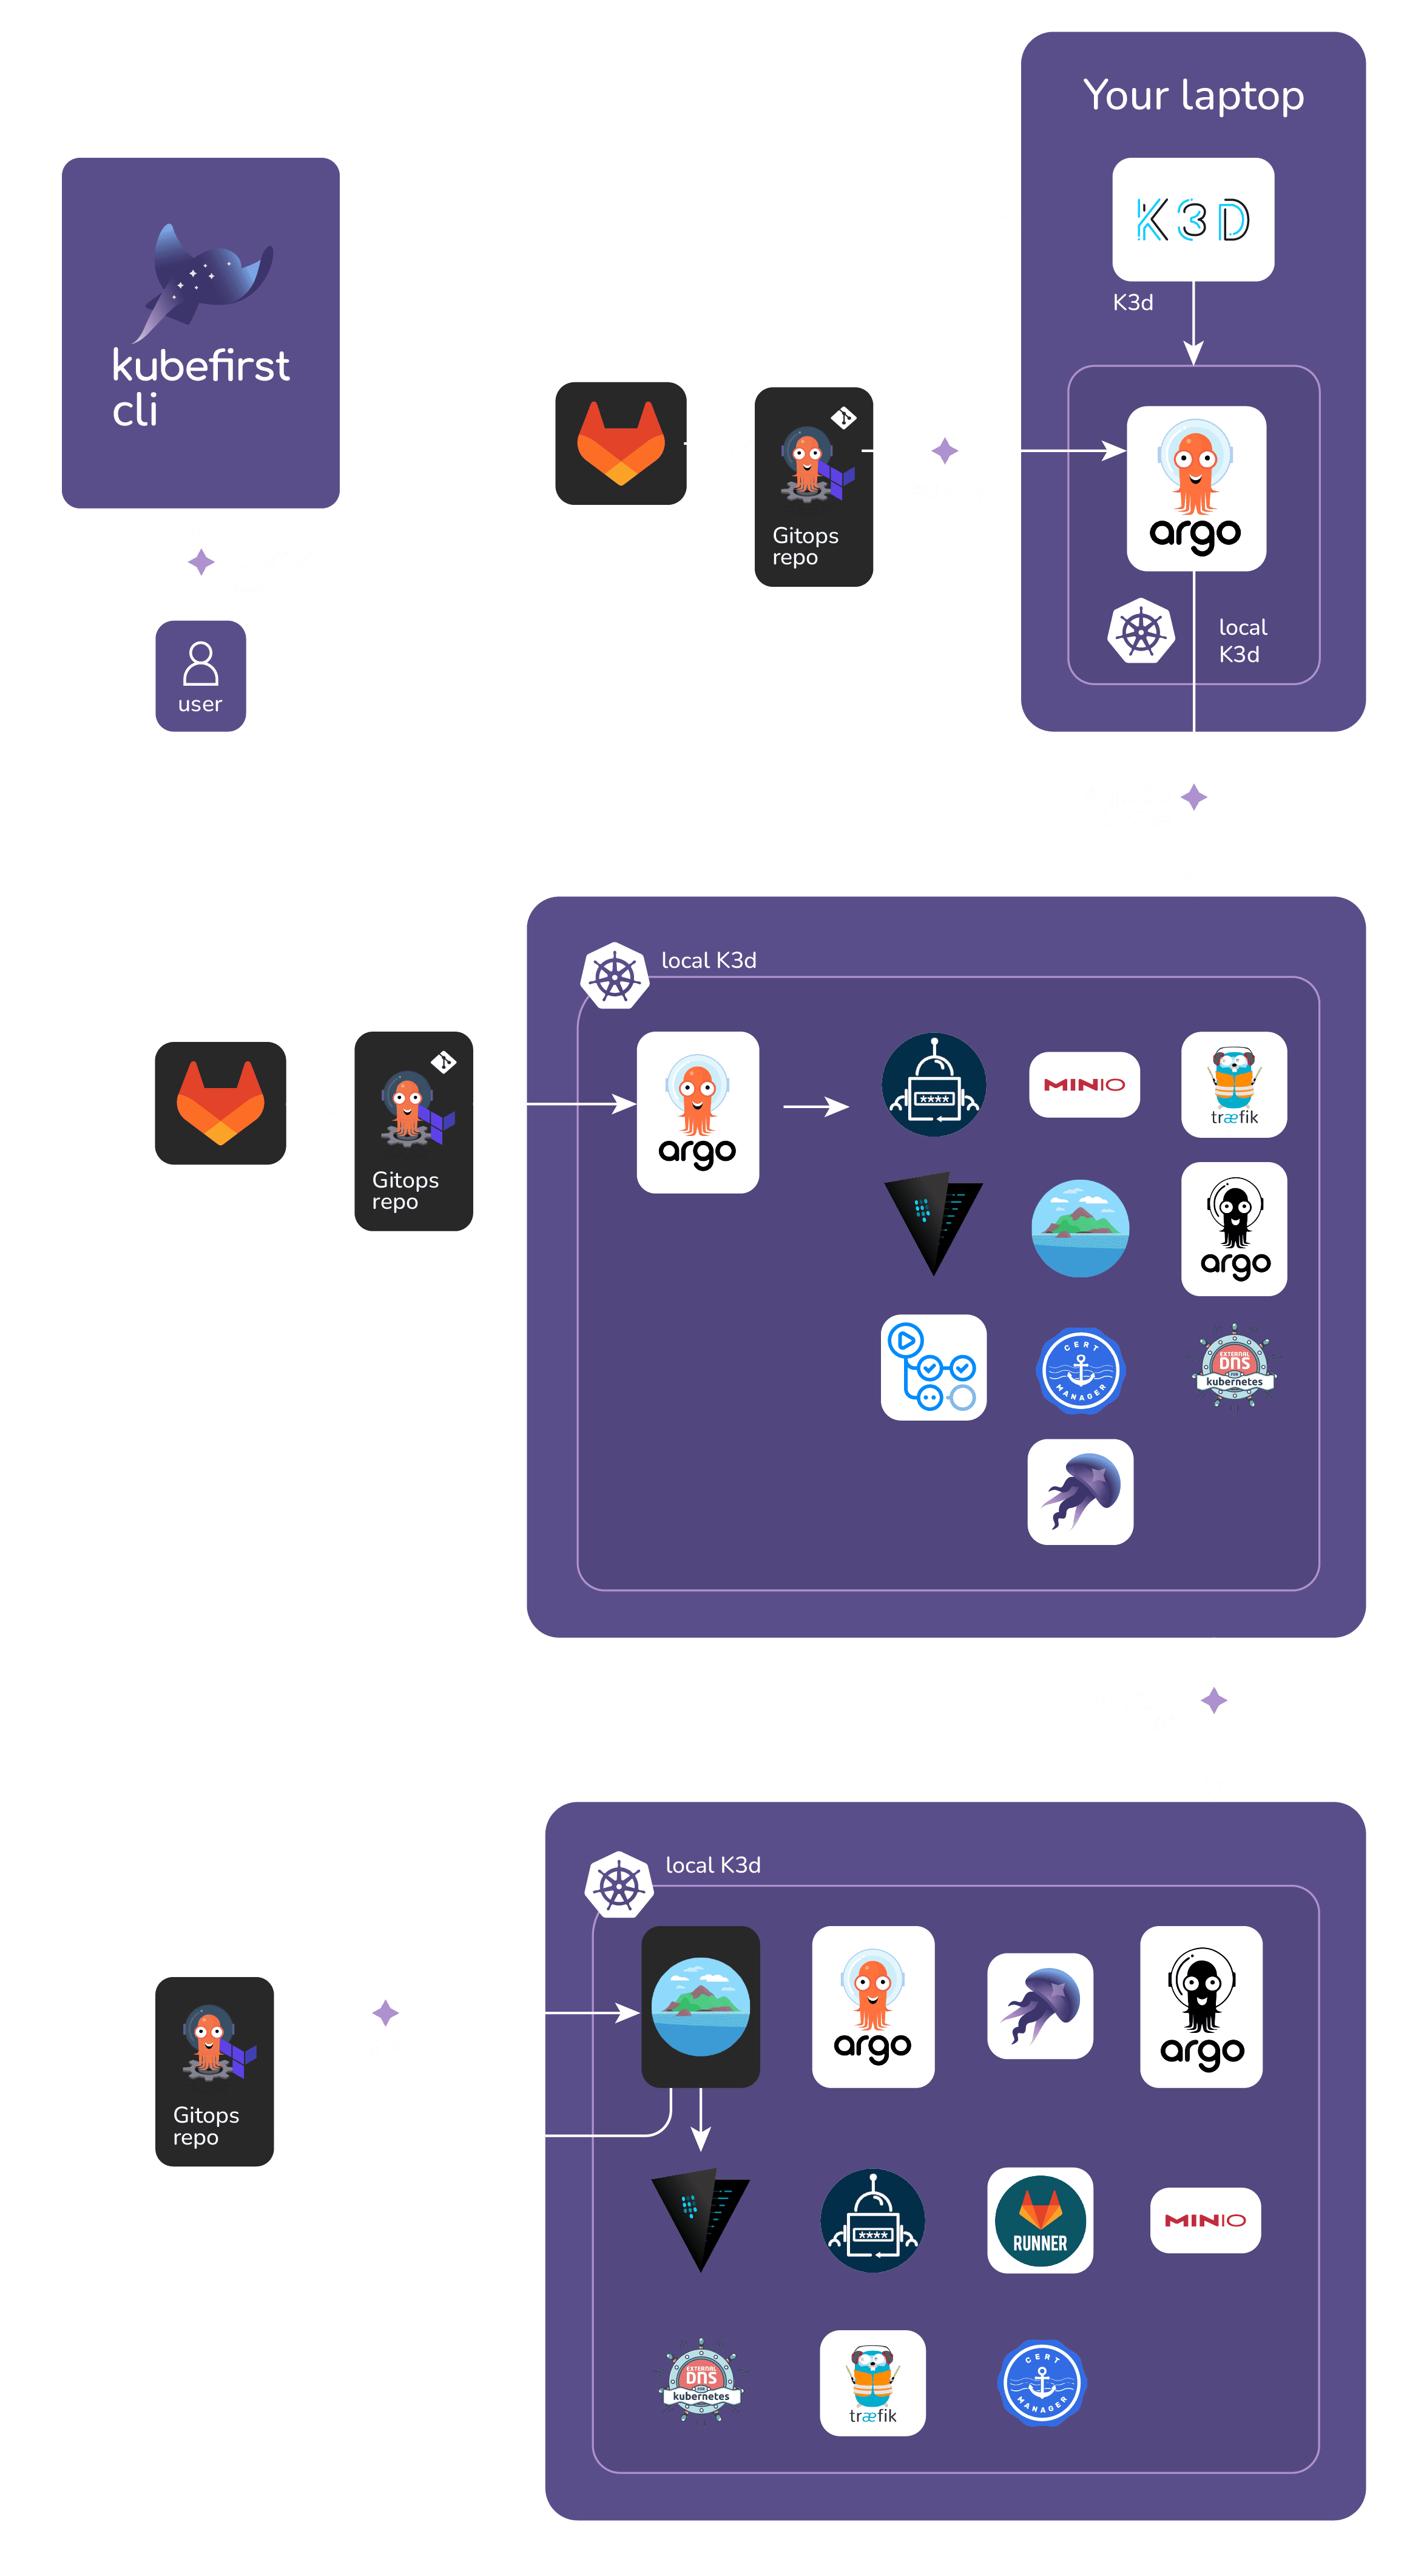 Your laptop
K3D
K3d
kubefirst
cli
Gitops
repo
argo
local
K3d
user
local K3d
Gitops
repo
argo
****
MINIO
træfik
argo
CERT
MANAGER
EXTERNAL
DNS
FOR
kubernetes
local K3d
Gitops
repo
argo
argo
****
RUNNER
MINIO
EXTERNAL
DNS
FOR
kubernetes
træfik
CERT
MANAGER